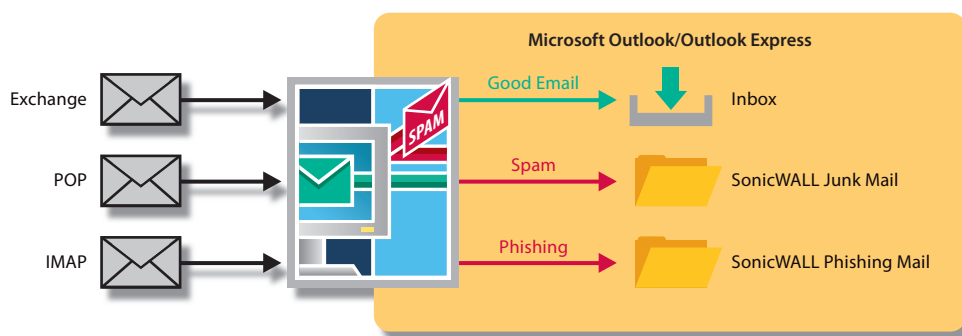 Microsoft Outlook/Outlook Express
Exchange
Good Email
Inbox
SPAM
POP
Spam
SonicWALL Junk Mail
IMAP
Phishing
SonicWALL Phishing Mail